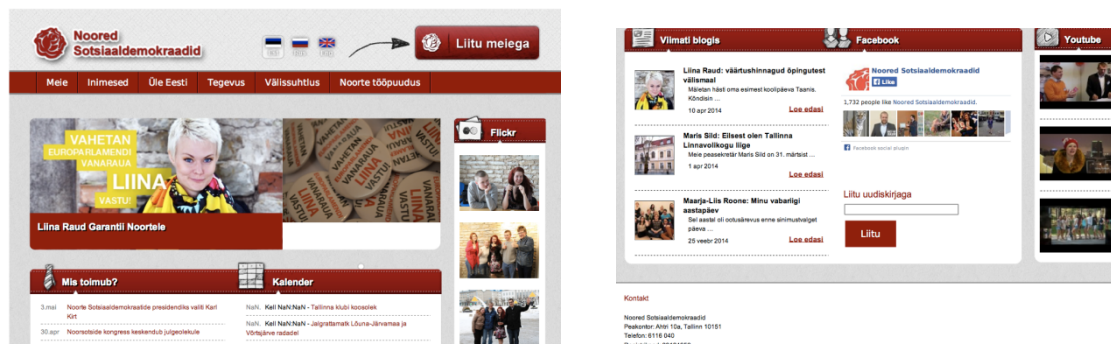 Noored
Sotsiaaldemokraadid
Liitu meiega
Meie
Inimesed
Üle Eesti
Tegevus
Välissuhtlus
Noorte tööpuudus
VAHETAN
EUROPARLAMENDI
VANARAUA
LIINA
VASTU!
Liina Raud Garantii Noortele
Flickr
Mis toimub?
3.mai Noorte Sotsiaaldemokraatide presidendiks valiti Karl
Kirt
30.apr Noorsotside kongress keskendub julgeolekule
Kalender
NaN. Kell NaN:NaN - Tallinna klubi koosolek
NaN. Kell NaN:NaN - Jalgrattamatk Lõuna-Järvamaa ja
Võrtsjärve radadel
Viimati blogis
Liina Raud: väärtushinnagud õpingutest
välismaal
Mäletan hästi oma esimest koolipäeva Taanis.
Kõndisin ...
10 apr 2014
Loe edasi
Maris Sild: Eilsest olen Tallinna
Linnavolikogu liige
Meie peasekretär Maris Sild on 31. märtsist ...
1 apr 2014
Loe edasi
Maarja-Liis Roone: Minu vabariigi
aastapäev
Sel aastal oli ootusärevus enne sinimustvalget
päeva ...
25 veebr 2014
Loe edasi
Facebook
Noored Sotsiaaldemokraadid
Like
1,732 people like Noored Sotsiaaldemokraadid.
Facebook social plugin
Liitu uudiskirjaga
Liitu
Youtube
Kontakt
Noored Sotsiaaldemokraadid
Peakontor: Ahtri 10a, Tallinn 10151
Telefon: 6116 040